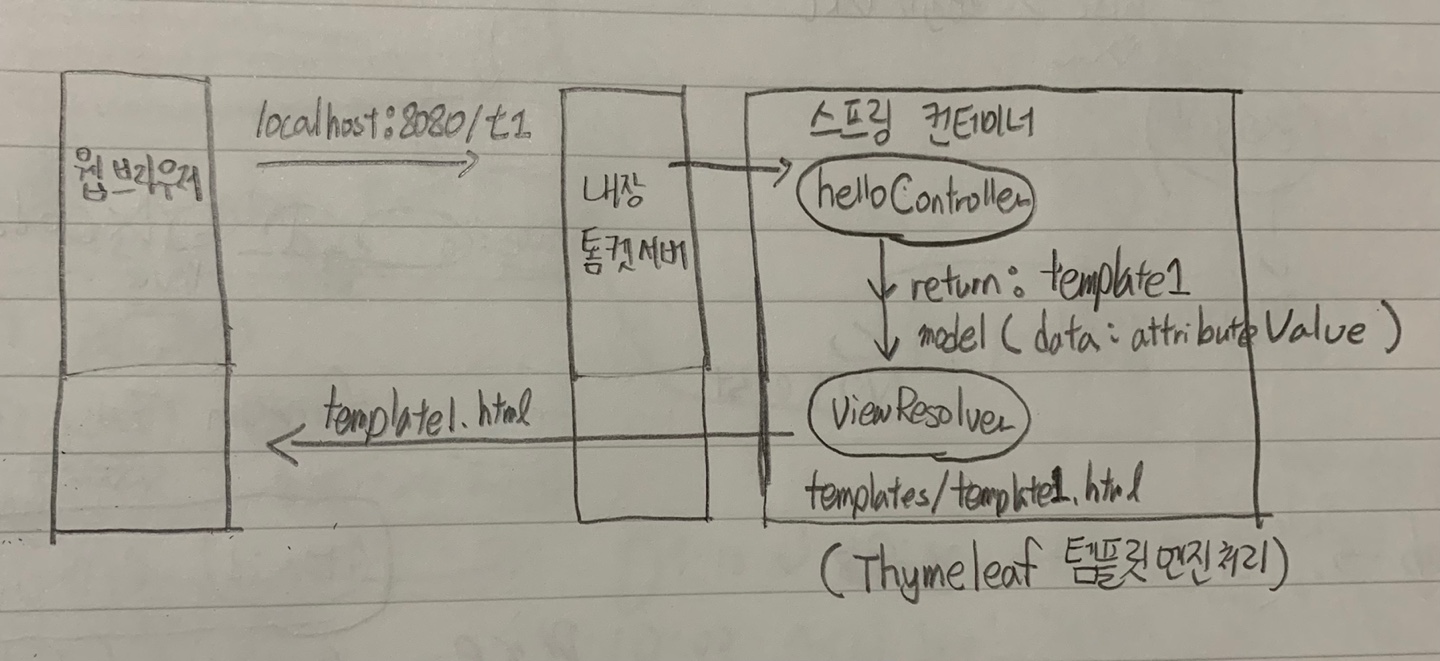 웹브라우저
localhost:8080/t1
내장
톰켓서버
스프링 컨테이너
helloController
return: template1
model (data: attributeValue)
viewResolver
template1.html
templates/template1.html
(Thymeleaf 템플릿엔진처리)